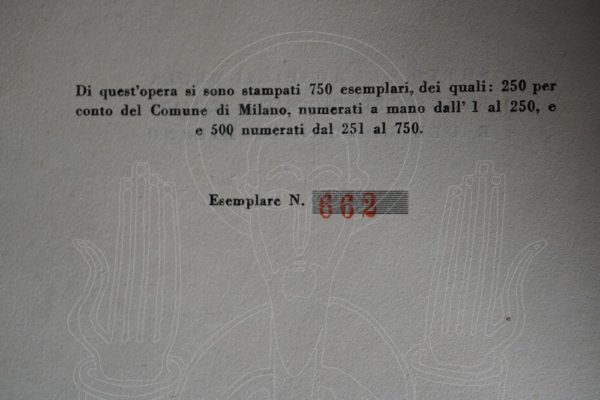 Di quest'opera si sono stampati 750 esemplari, dei quali: 250 per
conto del Comune di Milano, numerati a mano dall' 1 al 250, e
e 500 numerati dal 251 al 750.
Esemplare N. 662